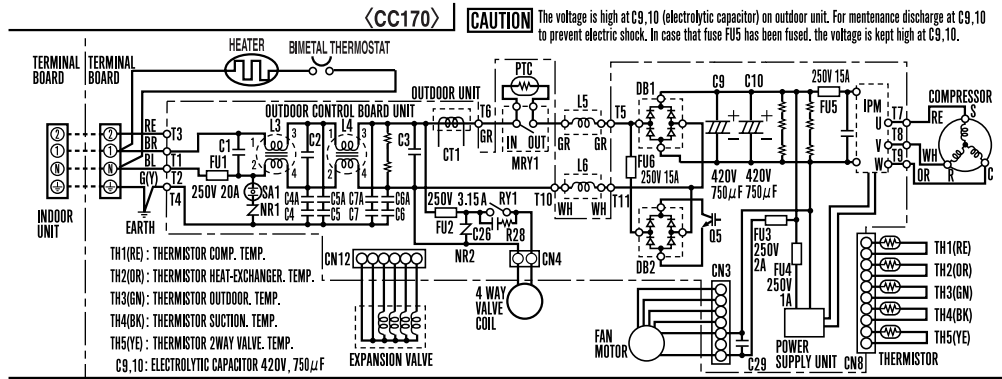 〈CC170〉
CAUTION
The voltage is high at C9,10 (electrolytic capacitor) on outdoor unit. For mentenance discharge at C9,10
to prevent electric shock. In case that fuse FU5 has been fused. the voltage is kept high at C9,10.
TERMINAL BOARD
TERMINAL BOARD
HEATER
BIMETAL THERMOSTAT
OUTDOOR UNIT
OUTDOOR CONTROL BOARD UNIT
2
1
N
2
1
N
RE
BR
BL
G(Y)
T3
T1
T2
T4
INDOOR UNIT
EARTH
C1
FU1
250V 20A
SA1
NR1
L3
1
2
3
4
C2
L4
1
2
3
4
C4A
C4
C5A
C5
C7A
C7
C6A
C6
C3
CT1
T6
GR
PTC
IN OUT
MRY1
L5
GR
T5
L6
T10
WH
WH
T11
250V 3.15A
FU2
C26
NR2
RY1
R28
CN4
4 WAY VALVE COIL
CN12
EXPANSION VALVE
DB1
FU6
250V 15A
DB2
Q5
C9
C10
420V 750μF
420V 750μF
250V 15A
FU5
IPM
U
V
W
T7
T8
T9
RE
WH
OR
COMPRESSOR
S
R
C
FU3
250V
2A
FU4
250V
1A
CN3
FAN MOTOR
C29
POWER SUPPLY UNIT
CN8
THERMISTOR
TH1(RE)
TH2(OR)
TH3(GN)
TH4(BK)
TH5(YE)
TH1(RE): THERMISTOR COMP. TEMP.
TH2(OR): THERMISTOR HEAT-EXCHANGER. TEMP.
TH3(GN): THERMISTOR OUTDOOR. TEMP.
TH4(BK): THERMISTOR SUCTION. TEMP.
TH5(YE): THERMISTOR 2WAY VALVE. TEMP.
C9,10: ELECTROLYTIC CAPACITOR 420V, 750μF